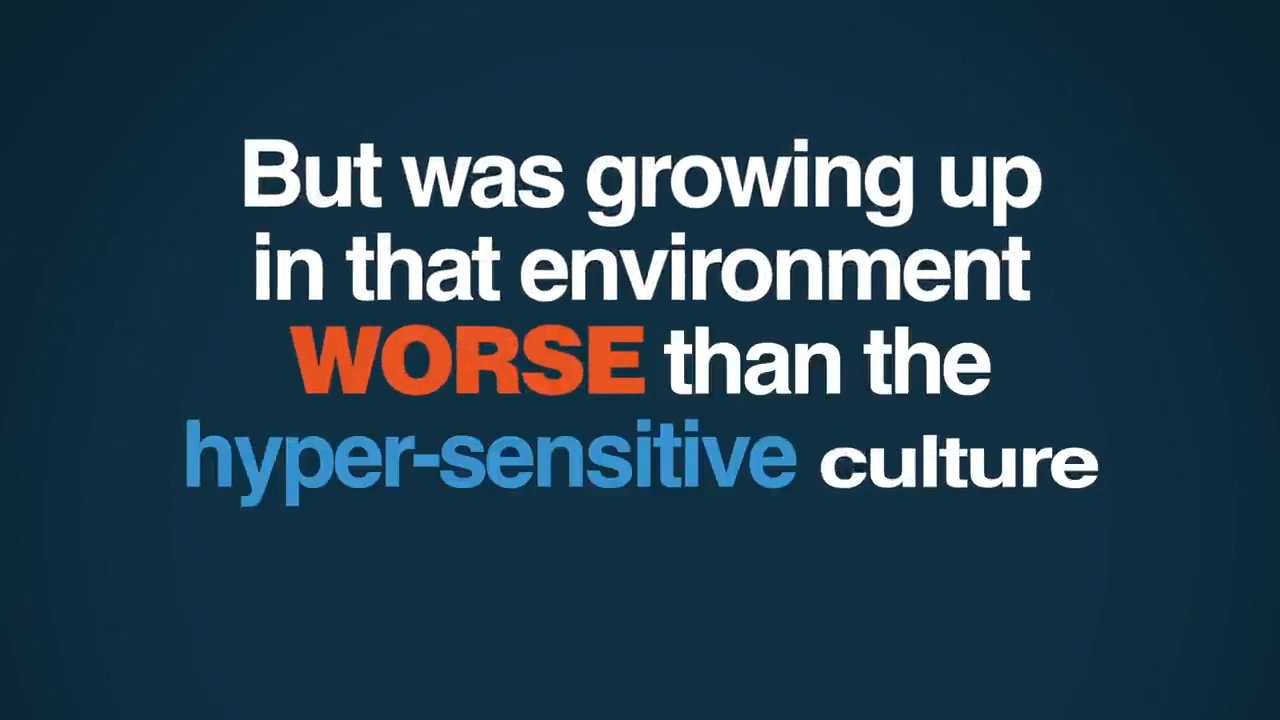 But was growing up
in that environment
WORSE than the
hyper-sensitive culture